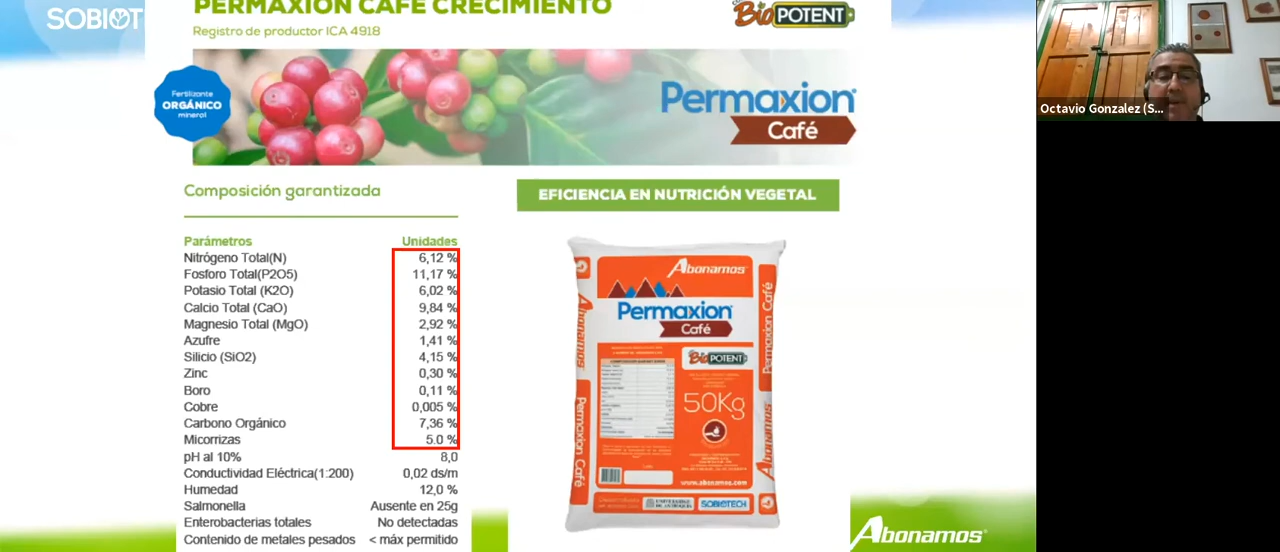 SOBIOT
PERMAXION CAFÉ CRECIMIENTO
Registro de productor ICA 4918
BioPOTENT
Fertilizante
ORGÁNICO
mineral
Permaxion
Café
Composición garantizada
EFICIENCIA EN NUTRICIÓN VEGETAL
Parámetros Unidades
Nitrógeno Total(N) 6,12 %
Fosforo Total(P2O5) 11,17 %
Potasio Total (K2O) 6,02 %
Calcio Total (CaO) 9,84 %
Magnesio Total (MgO) 2,92 %
Azufre 1,41 %
Silicio (SiO2) 4,15 %
Zinc 0,30 %
Boro 0,11 %
Cobre 0,005 %
Carbono Orgánico 7,36 %
Micorrizas 5.0 %
pH al 10% 8,0
Conductividad Eléctrica(1:200) 0,02 ds/m
Humedad 12,0 %
Salmonella Ausente en 25g
Enterobacterias totales No detectadas
Contenido de metales pesados < máx permitido
Abonamos
Permaxion
Café
BioPOTENT
50Kg
www.abonamos.com
SOBIOTECH
Abonamos
Permaxion Café
Permaxion Café
Abonamos
Abonamos®
Octavio Gonzalez (S...